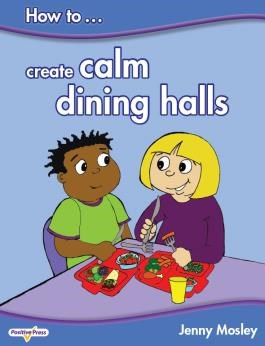 How to ...
create calm
dining halls
Positive Press
Jenny Mosley